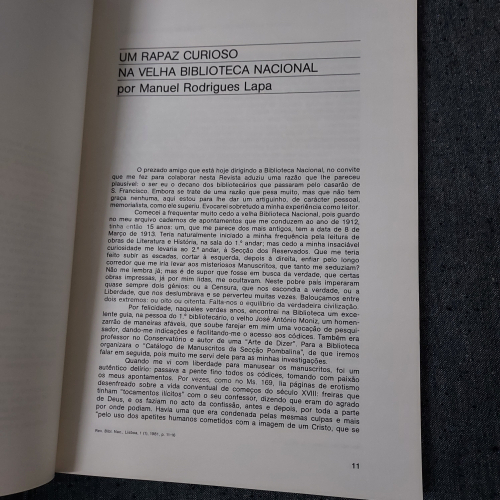 UM RAPAZ CURIOSO
NA VELHA BIBLIOTECA NACIONAL
por Manuel Rodrigues Lapa
O prezado amigo que está hoje dirigindo a Biblioteca Nacional, no convite
que me fez para colaborar nesta Revista aduziu uma razão que lhe pareceu
plausível: o ser eu o decano dos bibliotecários que passaram pelo casarão de
S. Francisco. Embora se trate de uma razão que pesa muito, mas que não tem
graça nenhuma, aqui estou para lhe dar um artiguinho, de carácter pessoal,
memorialista, como ele sugeriu. Evocarei sobretudo a minha experiência como leitor.
Comecei a frequentar muito cedo a velha Biblioteca Nacional, pois guardo
no meu arquivo cadernos de apontamentos que me conduzem ao ano de 1912,
tinha então 15 anos: um, que me parece dos mais antigos, tem a data de 8 de
Março de 1913. Teria naturalmente iniciado a minha frequência pela leitura de
obras de Literatura e História, na sala do 1.º andar; mas cedo a minha insaciável
curiosidade me levaria ao 2.º andar, à Secção dos Reservados. Que me teria
feito subir as escadas, cortar à esquerda, depois à direita, enfiar pelo longo
corredor que me iria levar aos misteriosos Manuscritos, que tanto me seduziam?
Não me lembra já; mas é de supor que fosse em busca da verdade, que certas
obras impressas, já por mim lidas, me ocultavam. Neste pobre país imperaram
quase sempre dois génios: ou a Censura, que nos escondia a verdade, ou a
Liberdade, que nos deslumbrava e se perverteu muitas vezes. Balouçamos entre
dois extremos: ou oito ou oitenta. Falta-nos o equilíbrio da verdadeira civilização.
Por felicidade, naqueles verdes anos, encontrei na Biblioteca um exce-
lente guia, na pessoa do 1.º bibliotecário, o velho José António Moniz, um homen-
zarrão de maneiras afáveis, que soube farejar em mim uma vocação de pesqui-
sador, dando-me indicações e facilitando-me o acesso aos códices. Também era
professor no Conservatório e autor de uma "Arte de Dizer". Para a Biblioteca
organizara o "Catálogo de Manuscritos da Secção Pombalina", de que iremos
falar em seguida, pois muito me servi dele para as minhas investigações.
Quando me vi com liberdade para manusear os manuscritos, foi um
autêntico delírio: passava a pente fino todos os códices, tomando com paixão
os meus apontamentos. Por vezes, como no Ms. 169, lia páginas de erotismo
desenfreado sobre a vida conventual de começos do século XVIII: freiras que
tinham "tocamentos ilícitos" com o seu confessor, dizendo que eram do agrado
de Deus, e os faziam no acto da confissão, antes e depois, por toda a parte
por onde podiam. Havia uma que era condenada pelas mesmas culpas e mais
"pelo uso dos apetites humanos cometidos com a imagem de um Cristo, que se
11